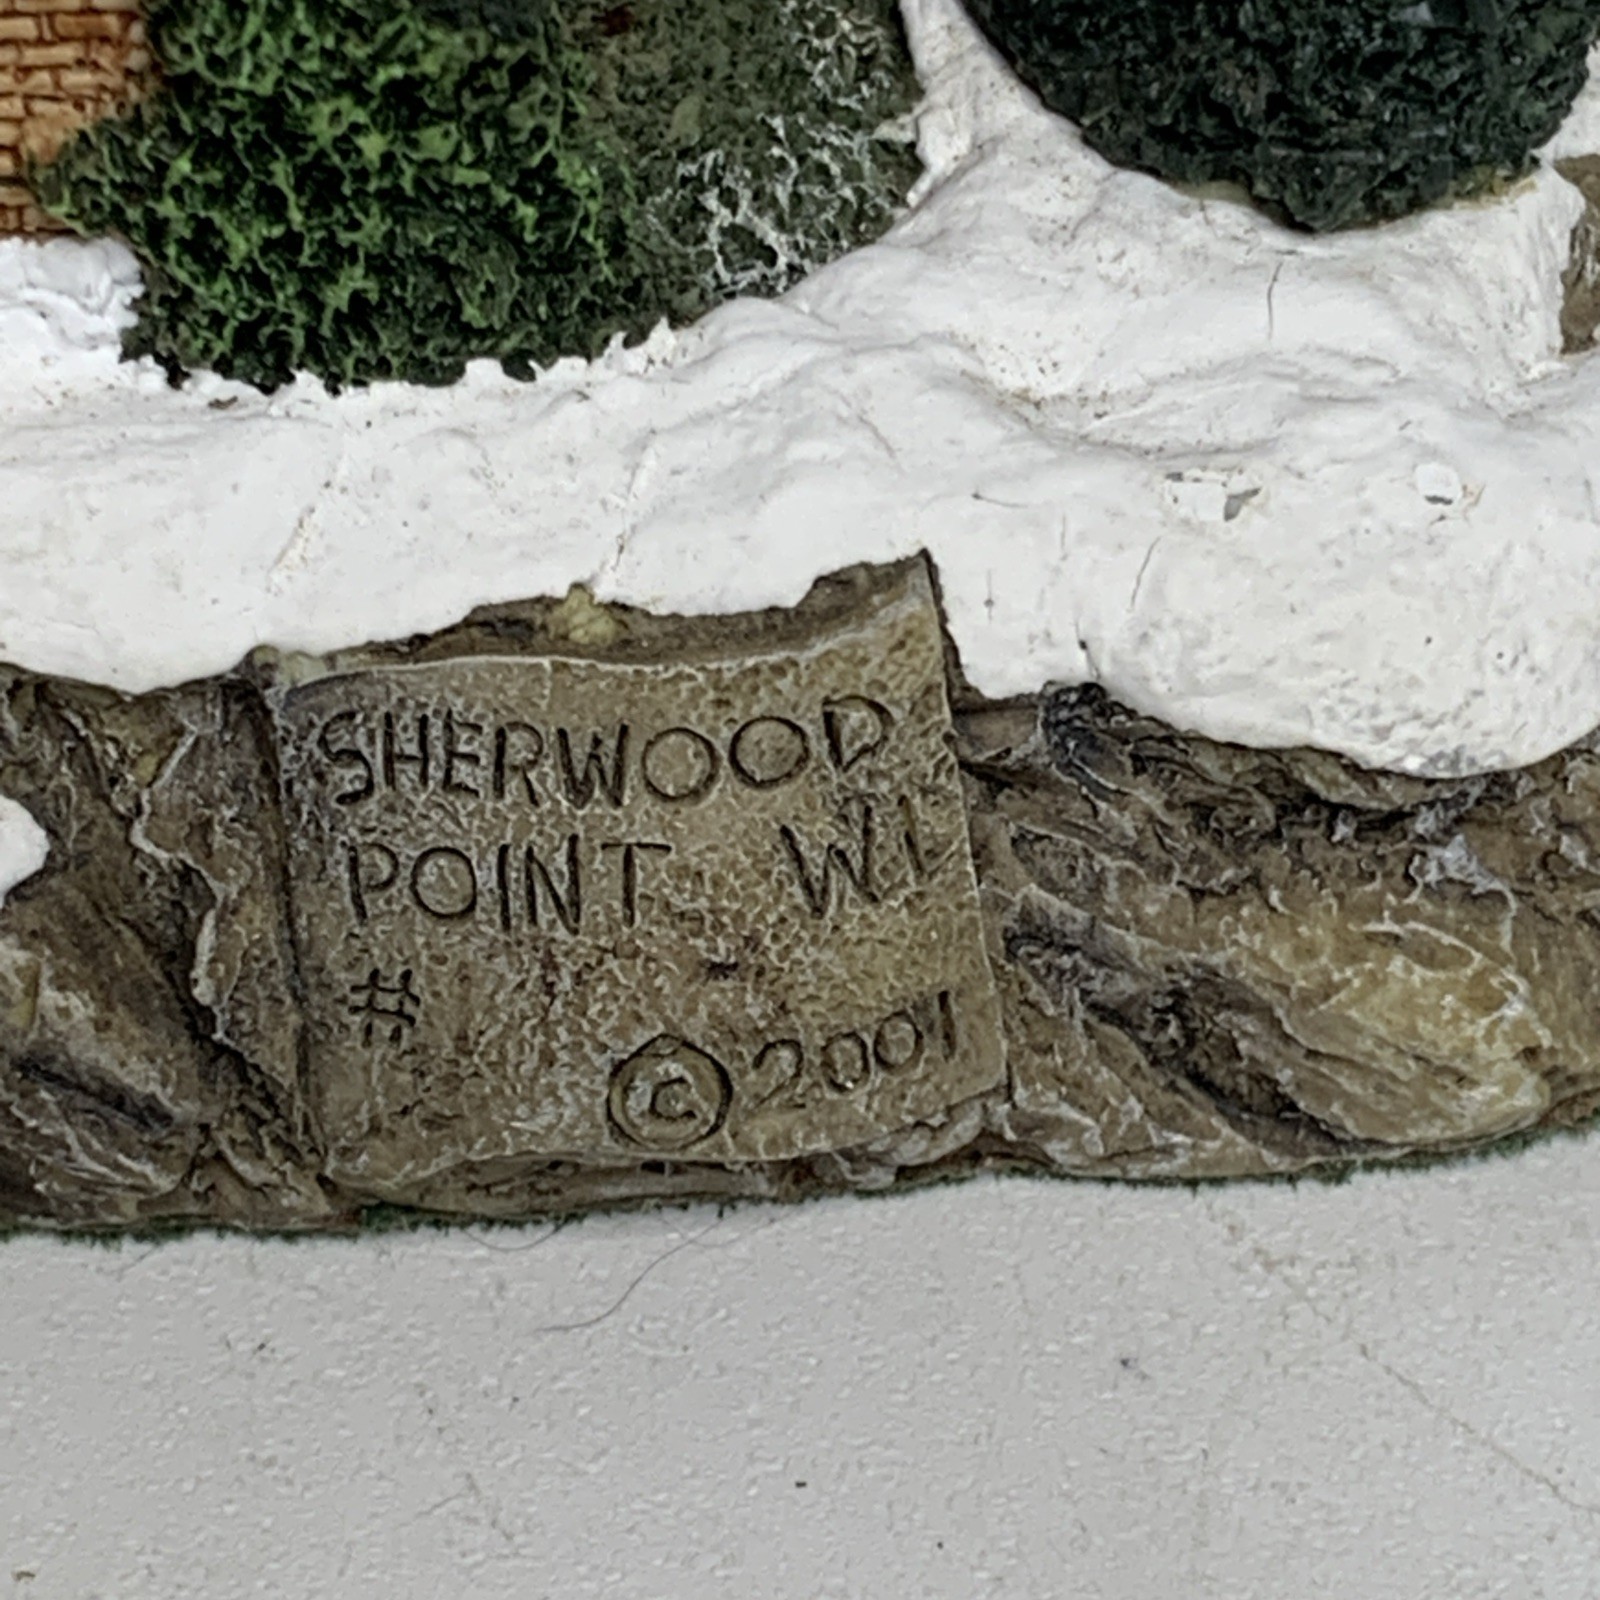 SHERWOOD
POINT WI
#
© 2001